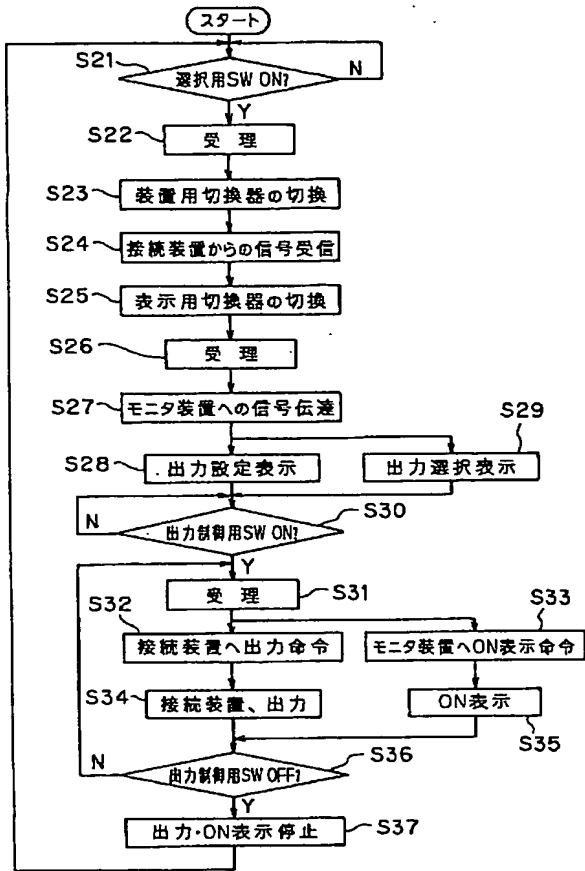 スタート
S21
選択用SW ON?
N
Y
S22
受 理
S23
装置用切換器の切換
S24
接続装置からの信号受信
S25
表示用切換器の切換
S26
受 理
S27
モニタ装置への信号伝達
S28
出力設定表示
S29
出力選択表示
N
出力制御用SW ON?
S30
Y
受 理
S31
S32
接続装置へ出力命令
S33
モニタ装置へON表示命令
S34
接続装置、出力
ON表示
S35
N
出力制御用SW OFF?
S36
Y
出力・ON表示停止
S37